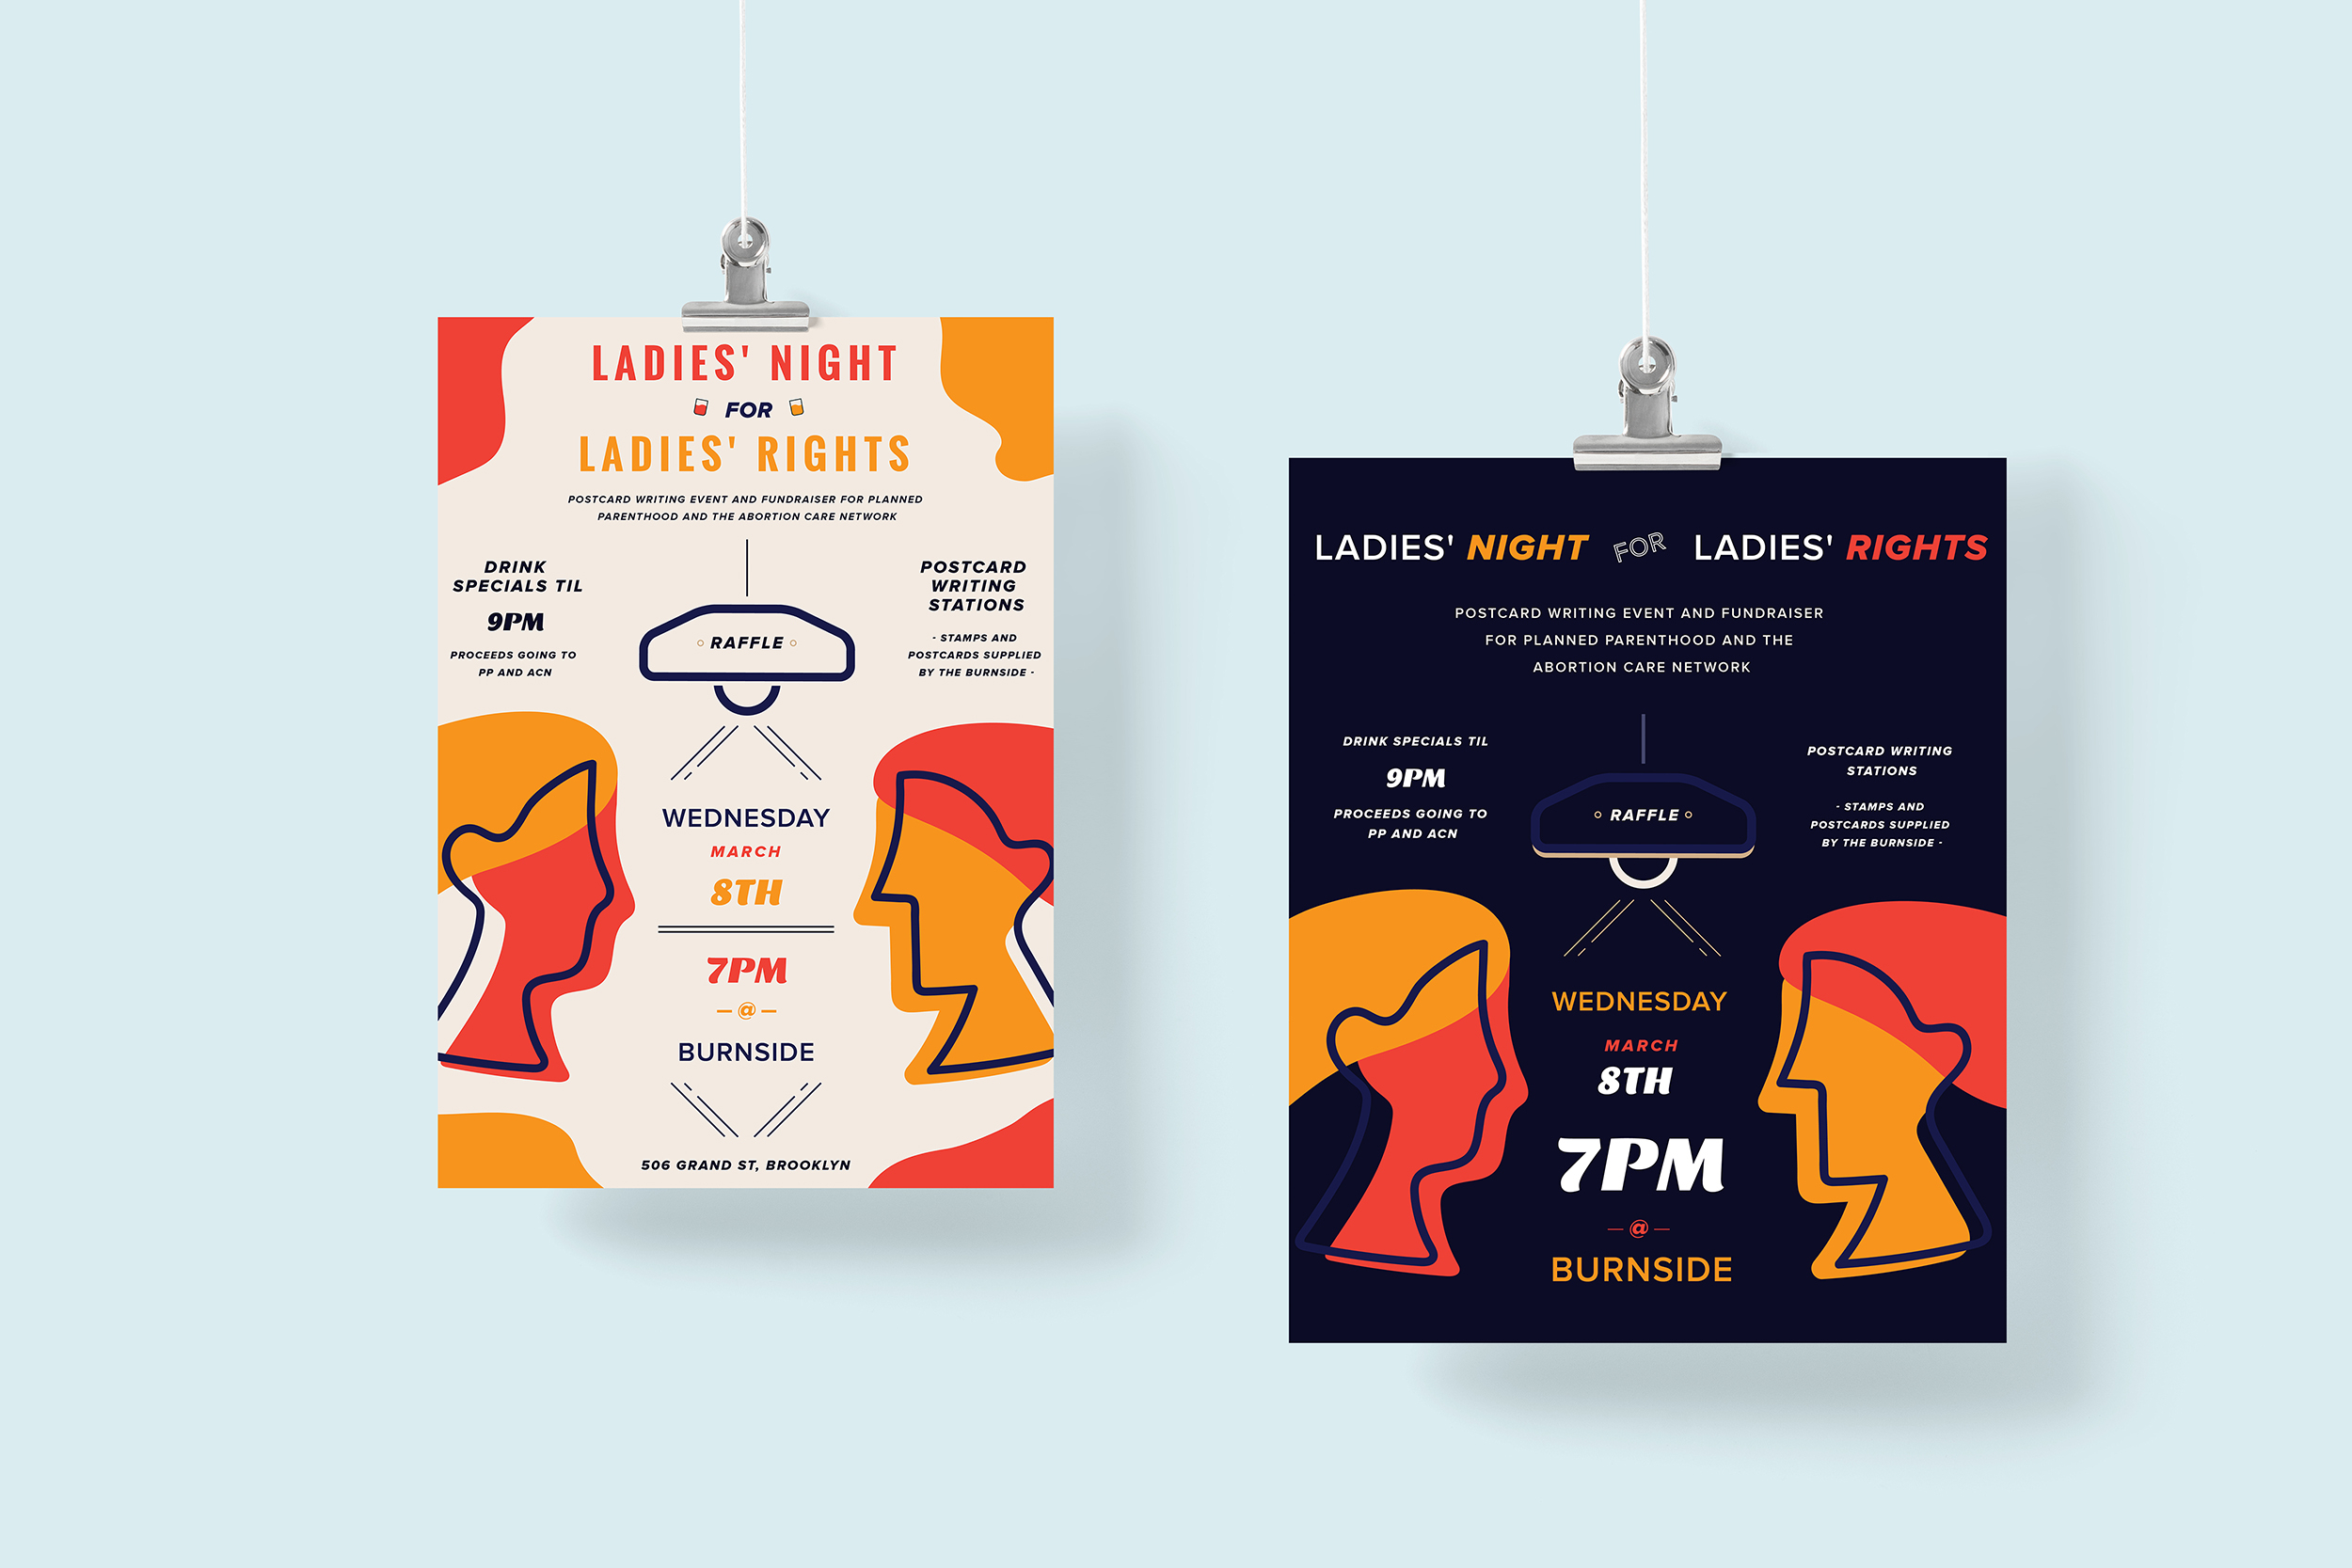 LADIES' NIGHT
FOR
LADIES' RIGHTS
POSTCARD WRITING EVENT AND FUNDRAISER FOR PLANNED
PARENTHOOD AND THE ABORTION CARE NETWORK
DRINK
SPECIALS TIL
9PM
PROCEEDS GOING TO
PP AND ACN
RAFFLE
POSTCARD
WRITING
STATIONS
- STAMPS AND
POSTCARDS SUPPLIED
BY THE BURNSIDE -
WEDNESDAY
MARCH
8TH
7PM
— @ —
BURNSIDE
506 GRAND ST, BROOKLYN
LADIES' NIGHT FOR LADIES' RIGHTS
POSTCARD WRITING EVENT AND FUNDRAISER
FOR PLANNED PARENTHOOD AND THE
ABORTION CARE NETWORK
DRINK SPECIALS TIL
9PM
PROCEEDS GOING TO
PP AND ACN
RAFFLE
POSTCARD WRITING
STATIONS
- STAMPS AND
POSTCARDS SUPPLIED
BY THE BURNSIDE -
WEDNESDAY
MARCH
8TH
7PM
— @ —
BURNSIDE